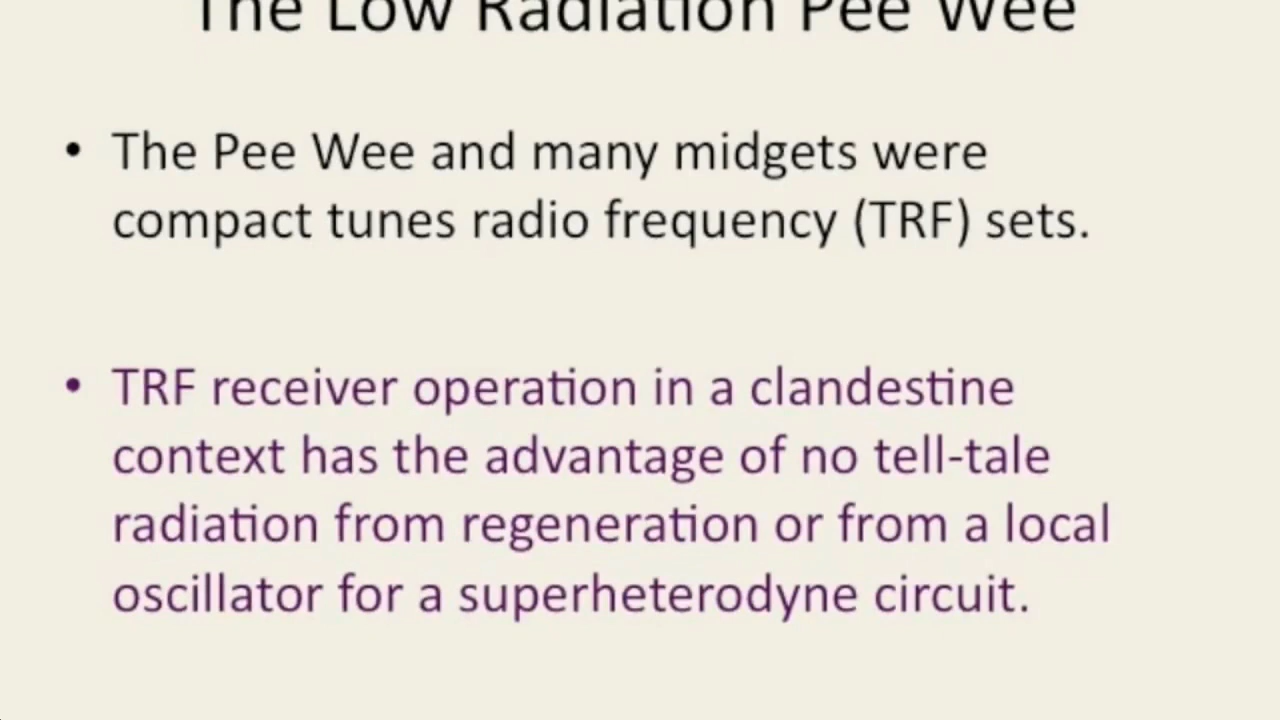 The Low Radiation Pee Wee
• The Pee Wee and many midgets were
compact tunes radio frequency (TRF) sets.
• TRF receiver operation in a clandestine
context has the advantage of no tell-tale
radiation from regeneration or from a local
oscillator for a superheterodyne circuit.